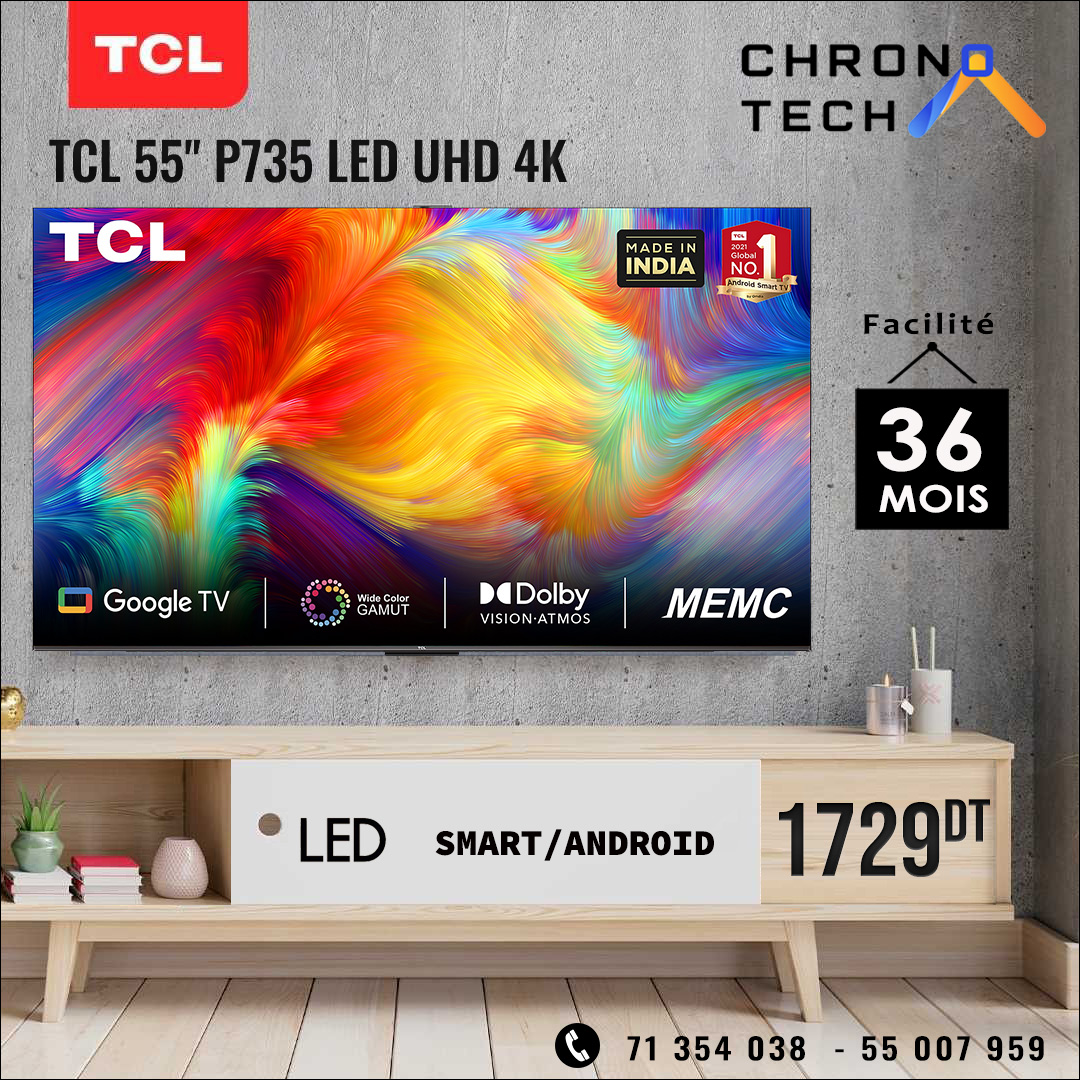 TCL
CHRONO
TECH
TCL 55" P735 LED UHD 4K
TCL
MADE IN
INDIA
TCL
2021
Global
NO. 1
Android Smart TV
Facilité
36
MOIS
Google TV
Wide Color
GAMUT
Dolby
VISION·ATMOS
MEMC
TCL
LED
SMART/ANDROID
1729DT
71 354 038 - 55 007 959